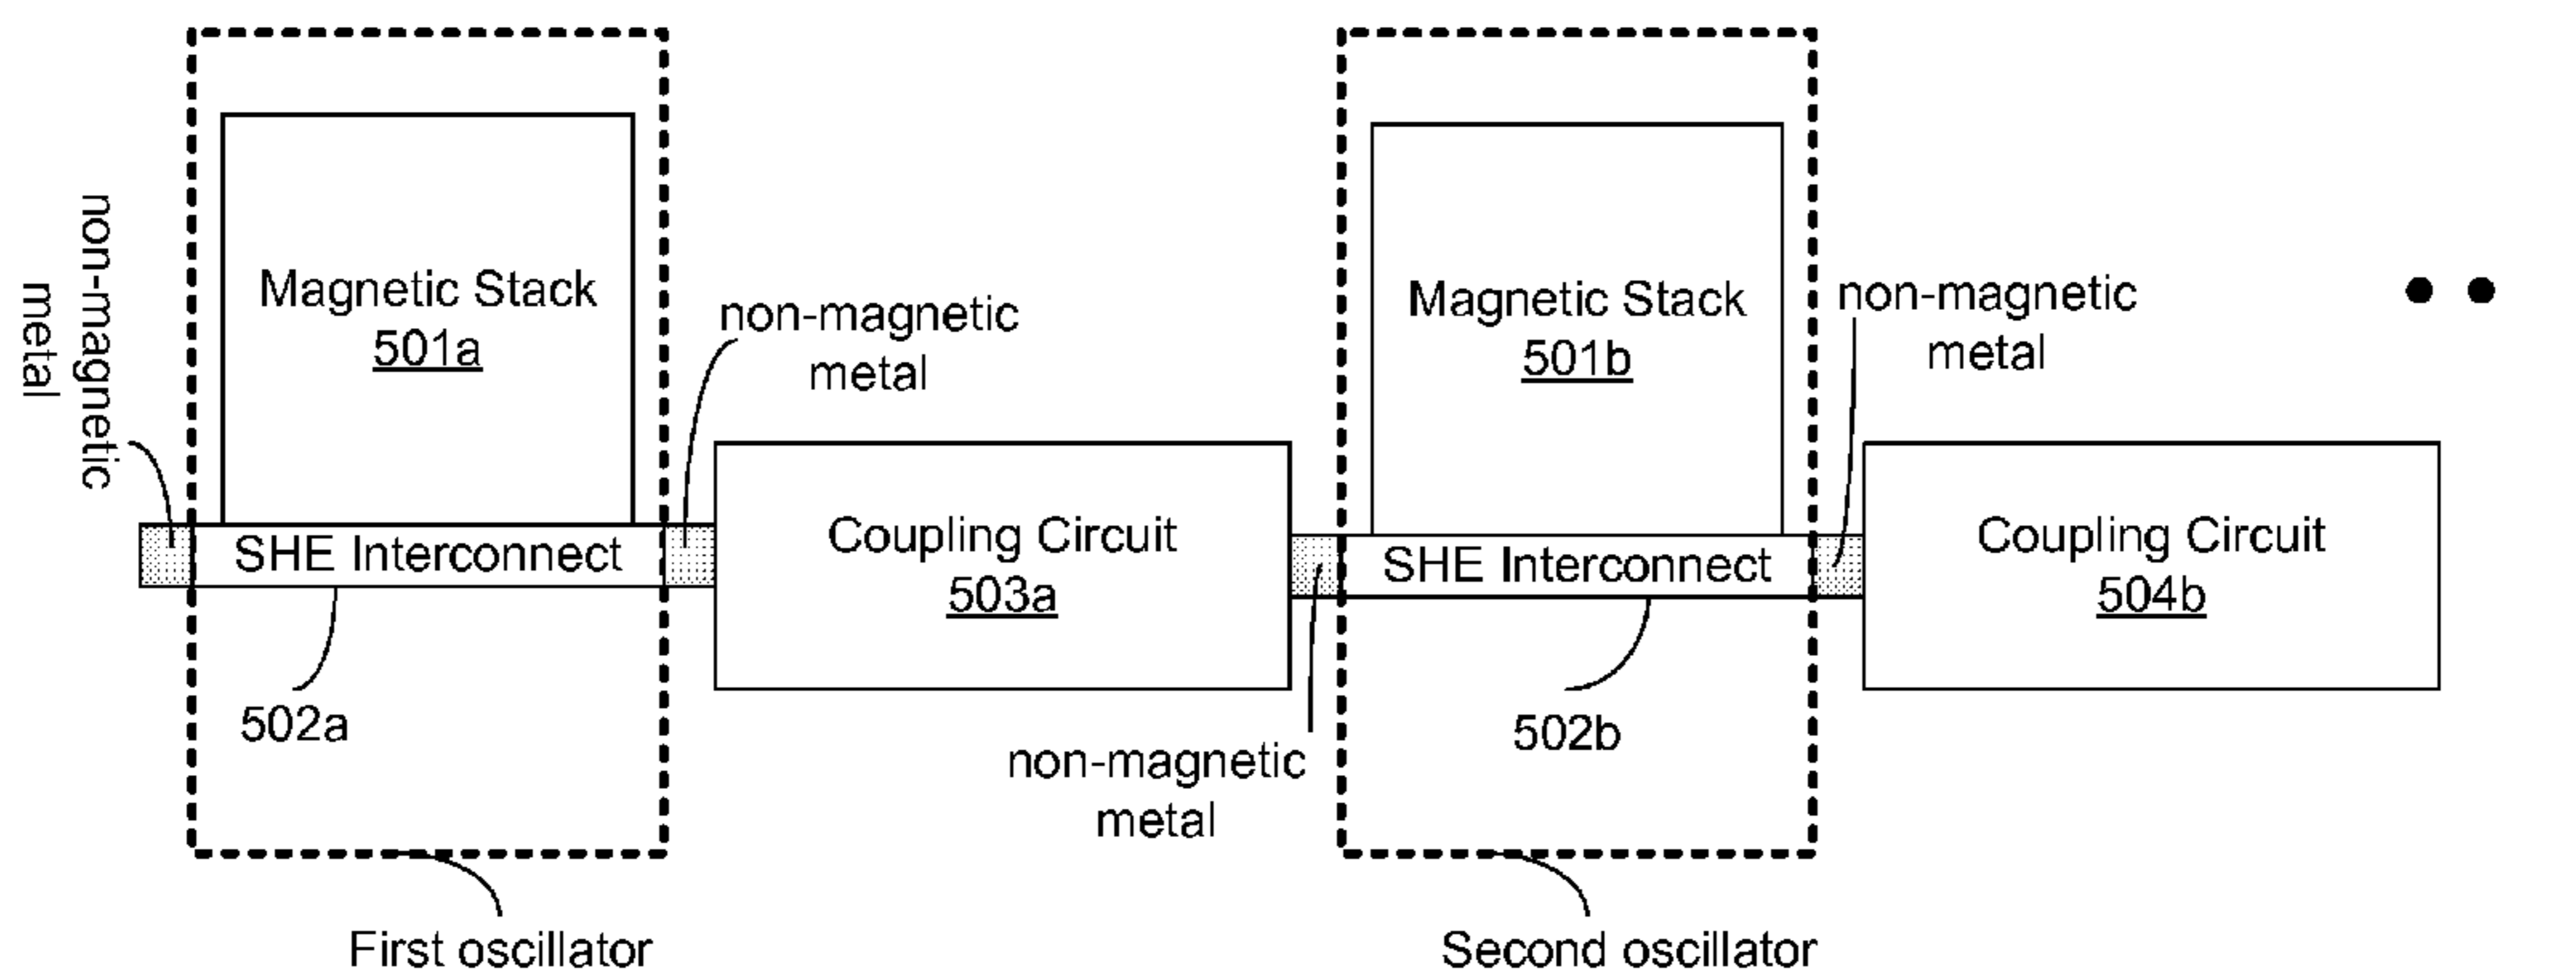 non-magnetic
metal
Magnetic Stack
501a
non-magnetic
metal
Magnetic Stack
501b
non-magnetic
metal
SHE Interconnect
Coupling Circuit
503a
SHE Interconnect
Coupling Circuit
504b
502a
non-magnetic
metal
502b
First oscillator
Second oscillator